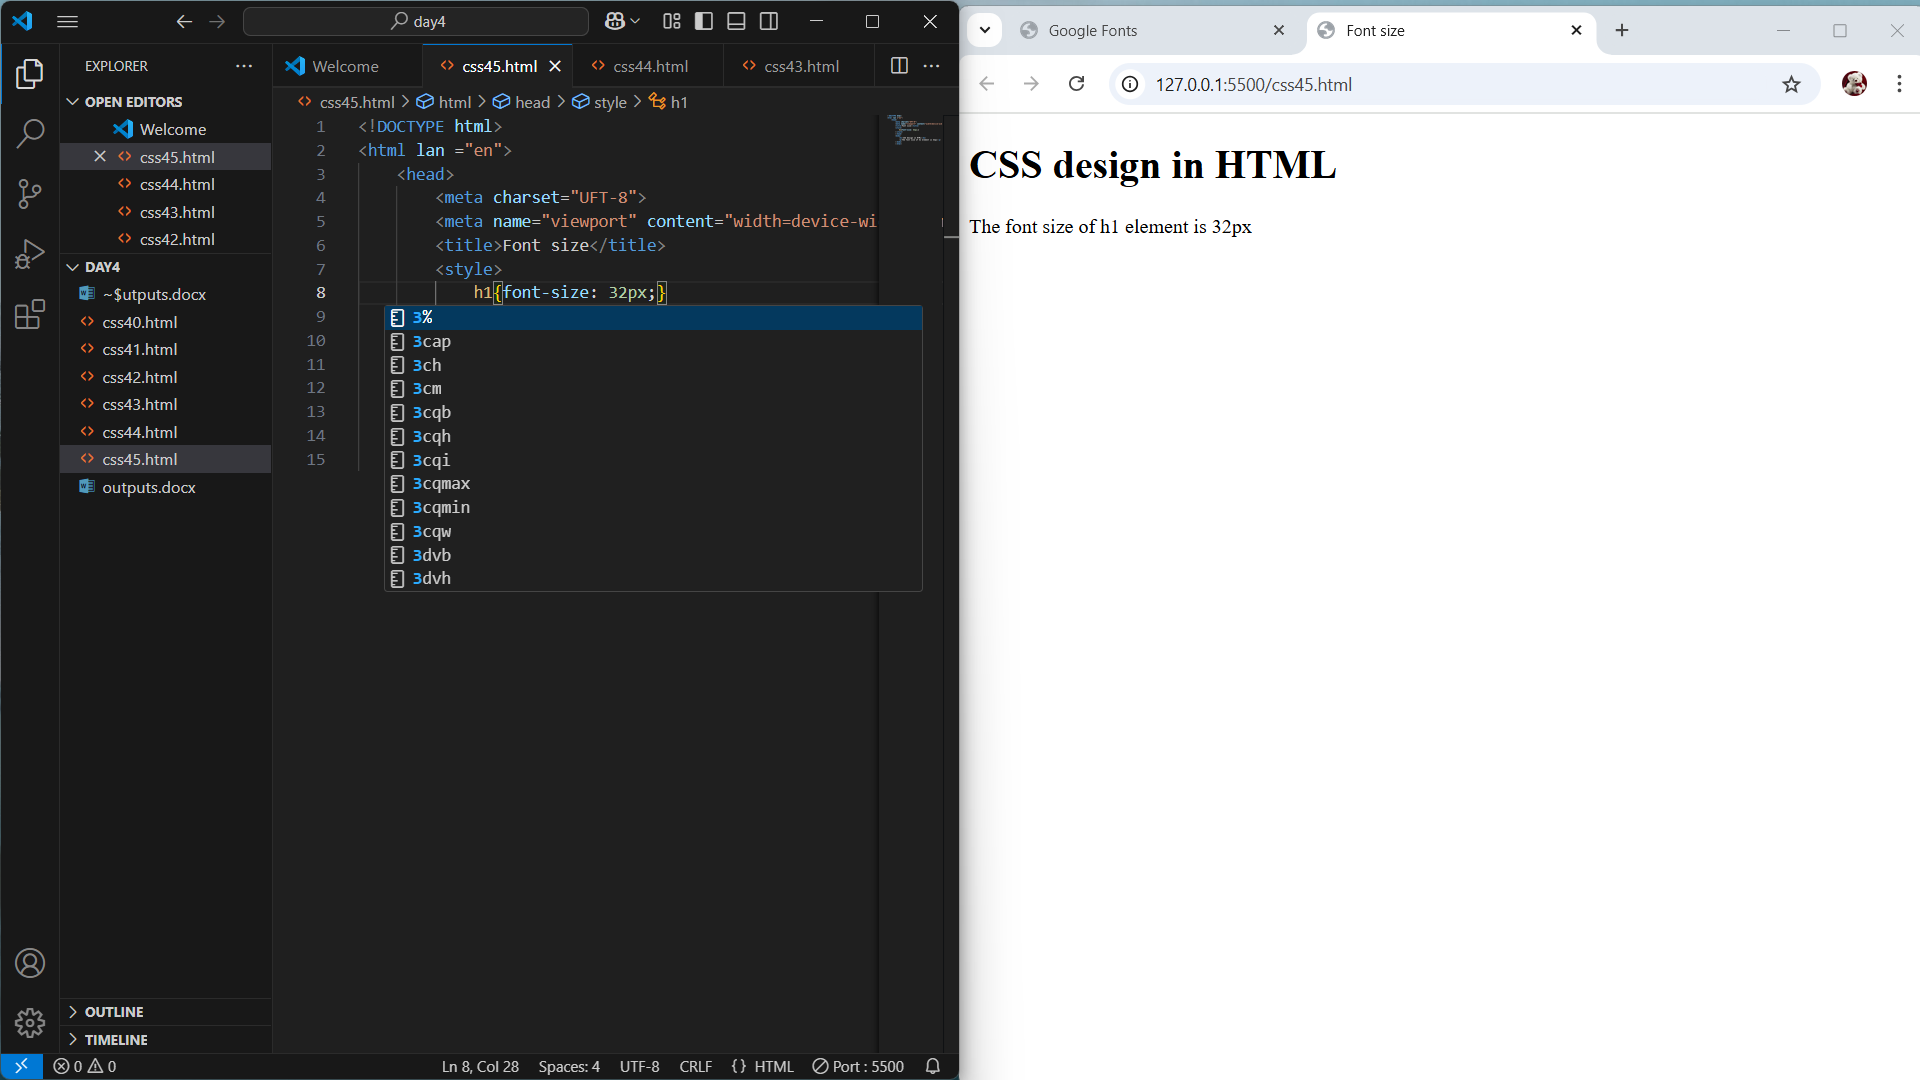 day4
EXPLORER
OPEN EDITORS
Welcome
css45.html
css44.html
css43.html
css42.html
DAY4
~$utputs.docx
css40.html
css41.html
css42.html
css43.html
css44.html
css45.html
outputs.docx
OUTLINE
TIMELINE
Welcome
css45.html
css44.html
css43.html
css45.html > html > head > style > h1
1 <!DOCTYPE html>
2 <html lan ="en">
3 <head>
4 <meta charset="UFT-8">
5 <meta name="viewport" content="width=device-wi
6 <title>Font size</title>
7 <style>
8 h1{font-size: 32px;}
9
10
11
12
13
14
15
3%
3cap
3ch
3cm
3cqb
3cqh
3cqi
3cqmax
3cqmin
3cqw
3dvb
3dvh
0 0
Ln 8, Col 28
Spaces: 4
UTF-8
CRLF
{} HTML
Port : 5500
Google Fonts
Font size
127.0.0.1:5500/css45.html
CSS design in HTML
The font size of h1 element is 32px